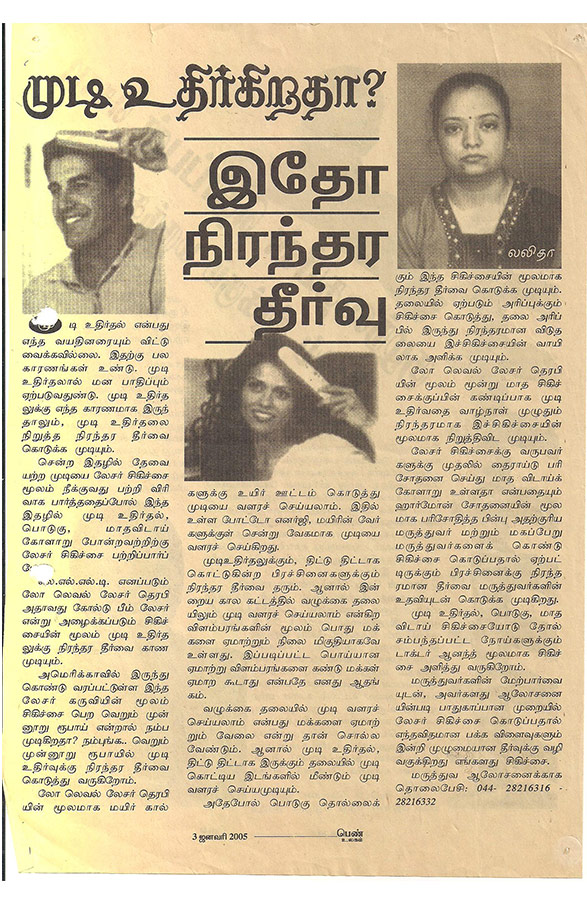 முடி உதிர்கிறதா?
இதோ
நிரந்தர
தீர்வு
லலிதா
டி உதிர்தல் என்பது
எந்த வயதினரையும் விட்டு
வைக்கவில்லை. இதற்கு பல
காரணங்கள் உண்டு. முடி
உதிர்தலால் மன பாதிப்பும்
ஏற்படுவதுண்டு. முடி உதிர்த
லுக்கு எந்த காரணமாக இருந்
தாலும், முடி உதிர்தலை
நிறுத்த நிரந்தர தீர்வை
கொடுக்க முடியும்.
சென்ற இதழில் தேவை
யற்ற முடியை லேசர் சிகிச்சை
மூலம் நீக்குவது பற்றி விரி
வாக பார்த்ததைப்போல் இந்த
இதழில் முடி உதிர்தல்,
பொடுகு, மாதவிடாய்
கோளாறு போன்றவற்றிற்கு
லேசர் சிகிச்சை பற்றிப்பார்ப்
எல்.எல்.டி. எனப்படும்
லோ லெவல் லேசர் தெரபி
அதாவது கோல்டு பீம் லேசர்
என்று அழைக்கப்படும் சிகிச்
சையின் மூலம் முடி உதிர்த
லுக்கு நிரந்தர தீர்வை காண
முடியும்.
அமெரிக்காவில் இருந்து
கொண்டு வரப்பட்டுள்ள இந்த
லேசர் கருவியின் மூலம்
சிகிச்சை பெற வெறும் முன்
னூறு ரூபாய் என்றால் நம்ப
முடிகிறதா? நம்புங்க.. வெறும்
முன்னூறு ரூபாயில் முடி
உதிர்வுக்கு நிரந்தர தீர்வை
கொடுத்து வருகிறோம்.
லோ லெவல் லேசர் தெரபி
யின் மூலமாக மயிர் கால்
களுக்கு உயிர் ஊட்டம் கொடுத்து
முடியை வளரச் செய்யலாம். இதில்
உள்ள போட்டோ எனர்ஜி, மயிரின் வேர்
களுக்குள் சென்று வேகமாக முடியை
வளரச் செய்கிறது.
முடிஉதிர்தலுக்கும், திட்டு திட்டாக
கொட்டுகின்ற பிரச்சினைகளுக்கும்
நிரந்தர தீர்வை தரும். ஆனால் இன்
றைய கால கட்டத்தில் வழுக்கை தலை
யிலும் முடி வளர செய்யலாம் என்கிற
விளம்பரங்களின் மூலம் பொது மக்
களை ஏமாற்றும் நிலை மிகுதியாகவே
உள்ளது. இப்படிப்பட்ட பொய்யான
ஏமாற்று விளம்பரங்களை கண்டு மக்கள்
ஏமாற கூடாது என்பதே எனது ஆதங்
கம்.
வழுக்கை தலையில் முடி வளரச்
செய்யலாம் என்பது மக்களை ஏமாற்
றும் வேலை என்று தான் சொல்ல
வேண்டும். ஆனால் முடி உதிர்தல்,
திட்டு திட்டாக இருக்கும் தலையில் முடி
கொட்டிய இடங்களில் மீண்டும் முடி
வளரச் செய்யமுடியும்.
அதேபோல் பொடுகு தொல்லைக்
கும் இந்த சிகிச்சையின் மூலமாக
நிரந்தர தீர்வை கொடுக்க முடியும்.
தலையில் ஏற்படும் அரிப்புக்கும்
சிகிச்சை கொடுத்து, தலை அரிப்
பில் இருந்து நிரந்தரமான விடுத
லையை இச்சிகிச்சையின் வாயி
லாக அளிக்க முடியும்.
லோ லெவல் லேசர் தெரபி
யின் மூலம் மூன்று மாத சிகிச்
சைக்குப்பின் கண்டிப்பாக முடி
உதிர்வதை வாழ்நாள் முழுதும்
நிரந்தரமாக இச்சிகிச்சையின்
மூலமாக நிறுத்திவிட முடியும்.
லேசர் சிகிச்சைக்கு வருபவர்
களுக்கு முதலில் தைராய்டு பரி
சோதனை செய்து மாத விடாய்க்
கோளாறு உள்ளதா என்பதையும்
ஹார்மோன் சோதனையின் மூல
மாக பரிசோதித்த பின்பு அதற்குரிய
மருத்துவர் மற்றும் மகப்பேறு
மருத்துவர்களைக் கொண்டு
சிகிச்சை கொடுப்பதால் ஏற்பட்
டிருக்கும் பிரச்சினைக்கு நிரந்த
ரமான தீர்வை மருத்துவர்களின்
உதவியுடன் கொடுக்க முடிகிறது.
முடி உதிர்தல், பொடுகு, மாத
விடாய் சிகிச்சையோடு தோல்
சம்பந்தப்பட்ட நோய்களுக்கும்
டாக்டர் ஆனந்த் மூலமாக சிகிச்
சை அளித்து வருகிறோம்.
மருத்துவர்களின் மேற்பார்வை
யுடன், அவர்களது ஆலோசனை
யின்படி பாதுகாப்பான முறையில்
லேசர் சிகிச்சை கொடுப்பதால்
எந்தவிதமான பக்க விளைவுகளும்
இன்றி முழுமையான தீர்வுக்கு வழி
வகுக்கிறது எங்களது சிகிச்சை.
மருத்துவ ஆலோசனைக்காக
தொலைபேசி: 044- 28216316 -
28216332
3 ஜனவரி 2005
பெண்
உலகம்